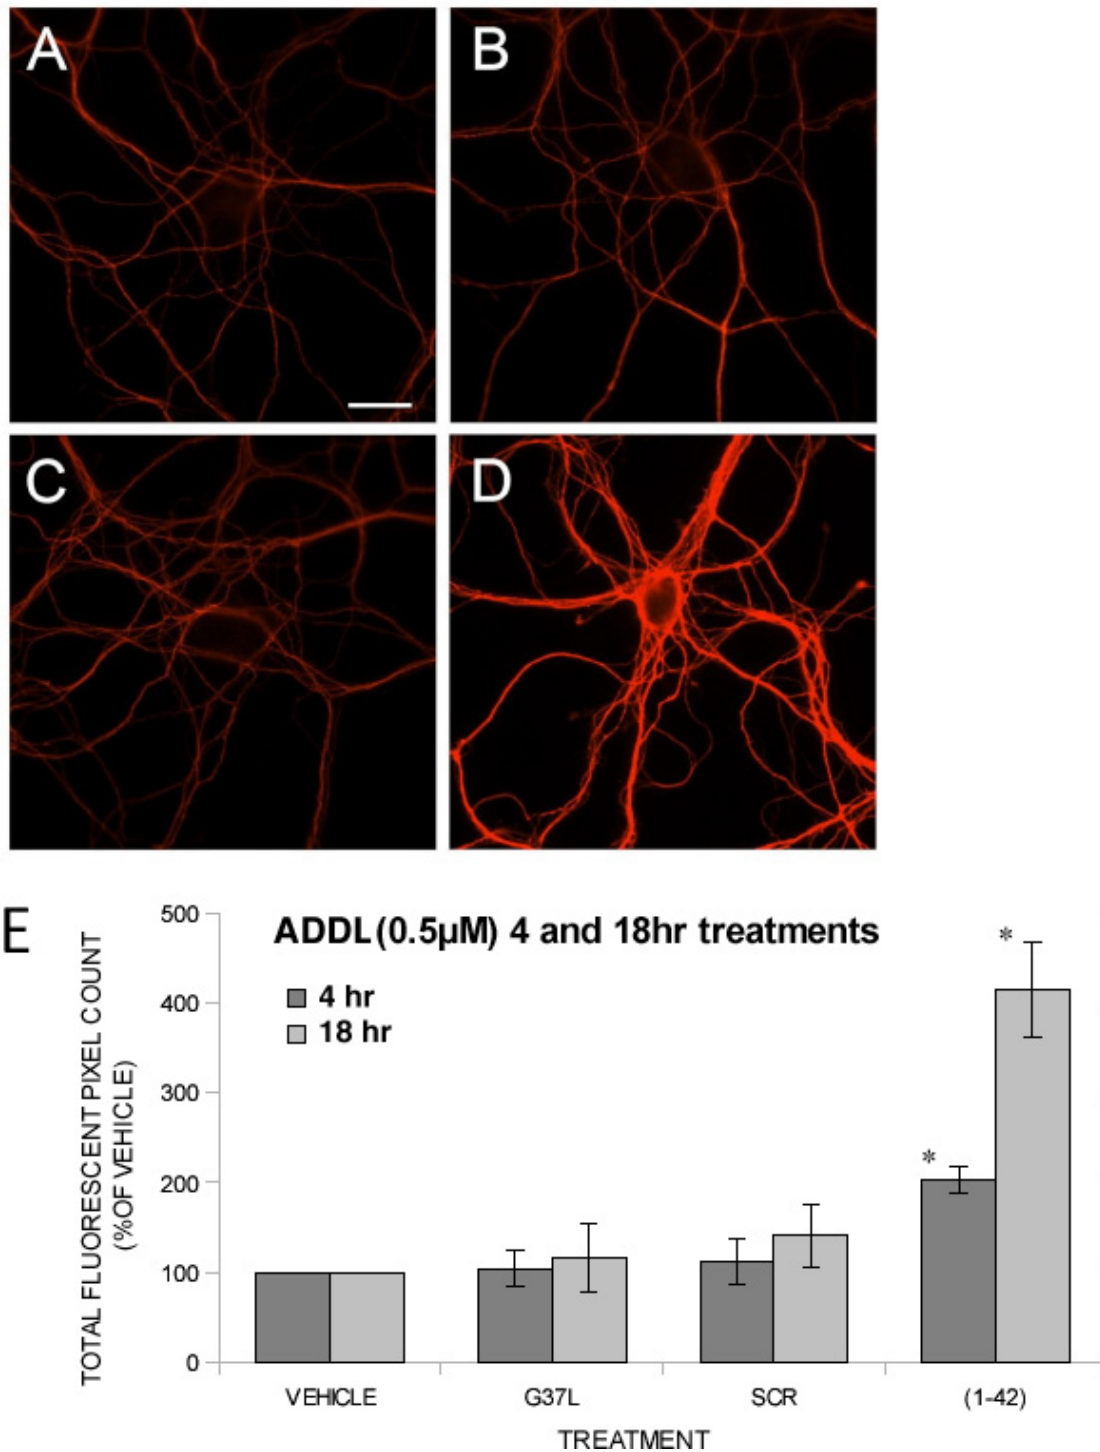 A
B
C
D
E
ADDL (0.5µM) 4 and 18hr treatments
4 hr
18 hr
TOTAL FLUORESCENT PIXEL COUNT
(%OF VEHICLE)
500
400
300
200
100
0
*
*
VEHICLE
G37L
SCR
(1-42)
TREATMENT